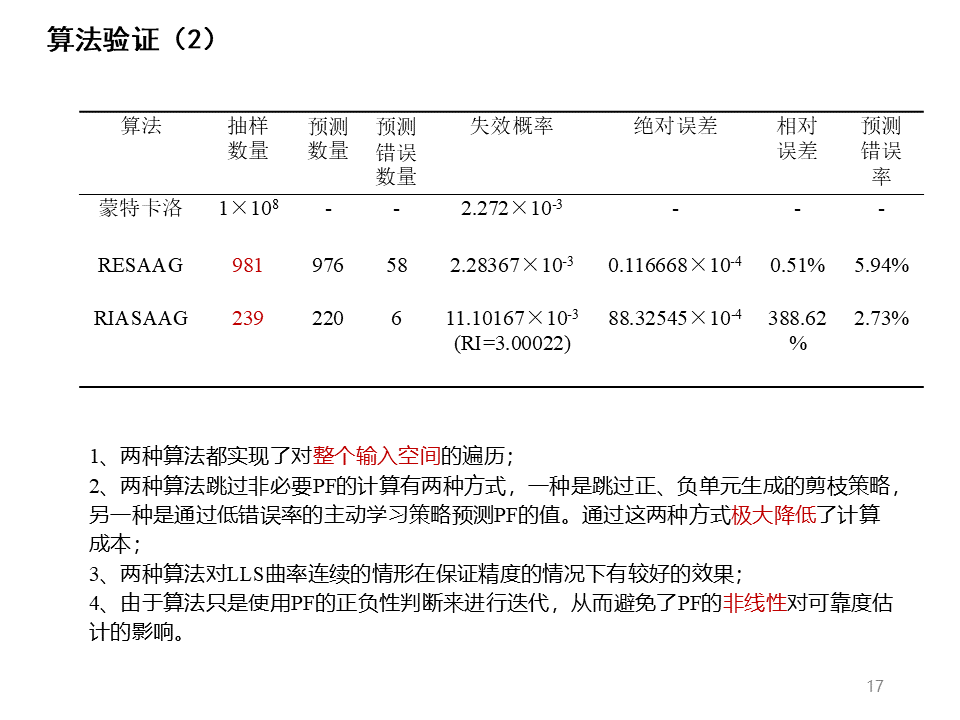 算法验证（2）
算法 抽样 预测 预测 失效概率 绝对误差 相对 预测
数量 数量 错误 误差 错误
数量 率
蒙特卡洛 1×10⁸ - - 2.272×10⁻³ - - -
RESAAG 981 976 58 2.28367×10⁻³ 0.116668×10⁻⁴ 0.51% 5.94%
RIASAAG 239 220 6 11.10167×10⁻³ 88.32545×10⁻⁴ 388.62 2.73%
(RI=3.00022) %
1、两种算法都实现了对整个输入空间的遍历；
2、两种算法跳过非必要PF的计算有两种方式，一种是跳过正、负单元生成的剪枝策略，
另一种是通过低错误率的主动学习策略预测PF的值。通过这两种方式极大降低了计算
成本；
3、两种算法对LLS曲率连续的情形在保证精度的情况下有较好的效果；
4、由于算法只是使用PF的正负性判断来进行迭代，从而避免了PF的非线性对可靠度估
计的影响。
17